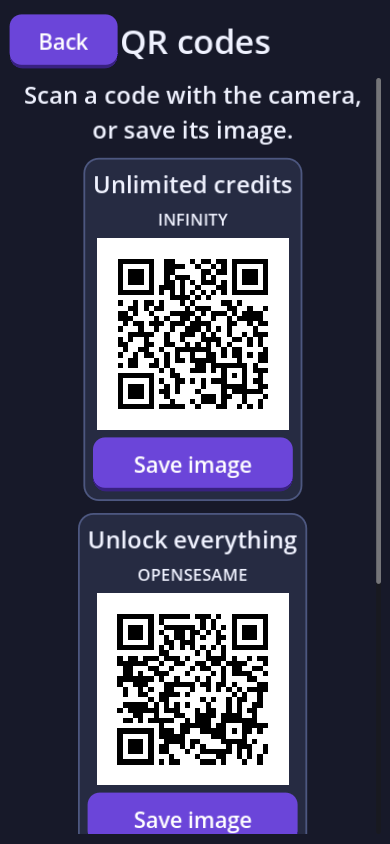 Back
QR codes
Scan a code with the camera,
or save its image.
Unlimited credits
INFINITY
Save image
Unlock everything
OPENSESAME
Save image